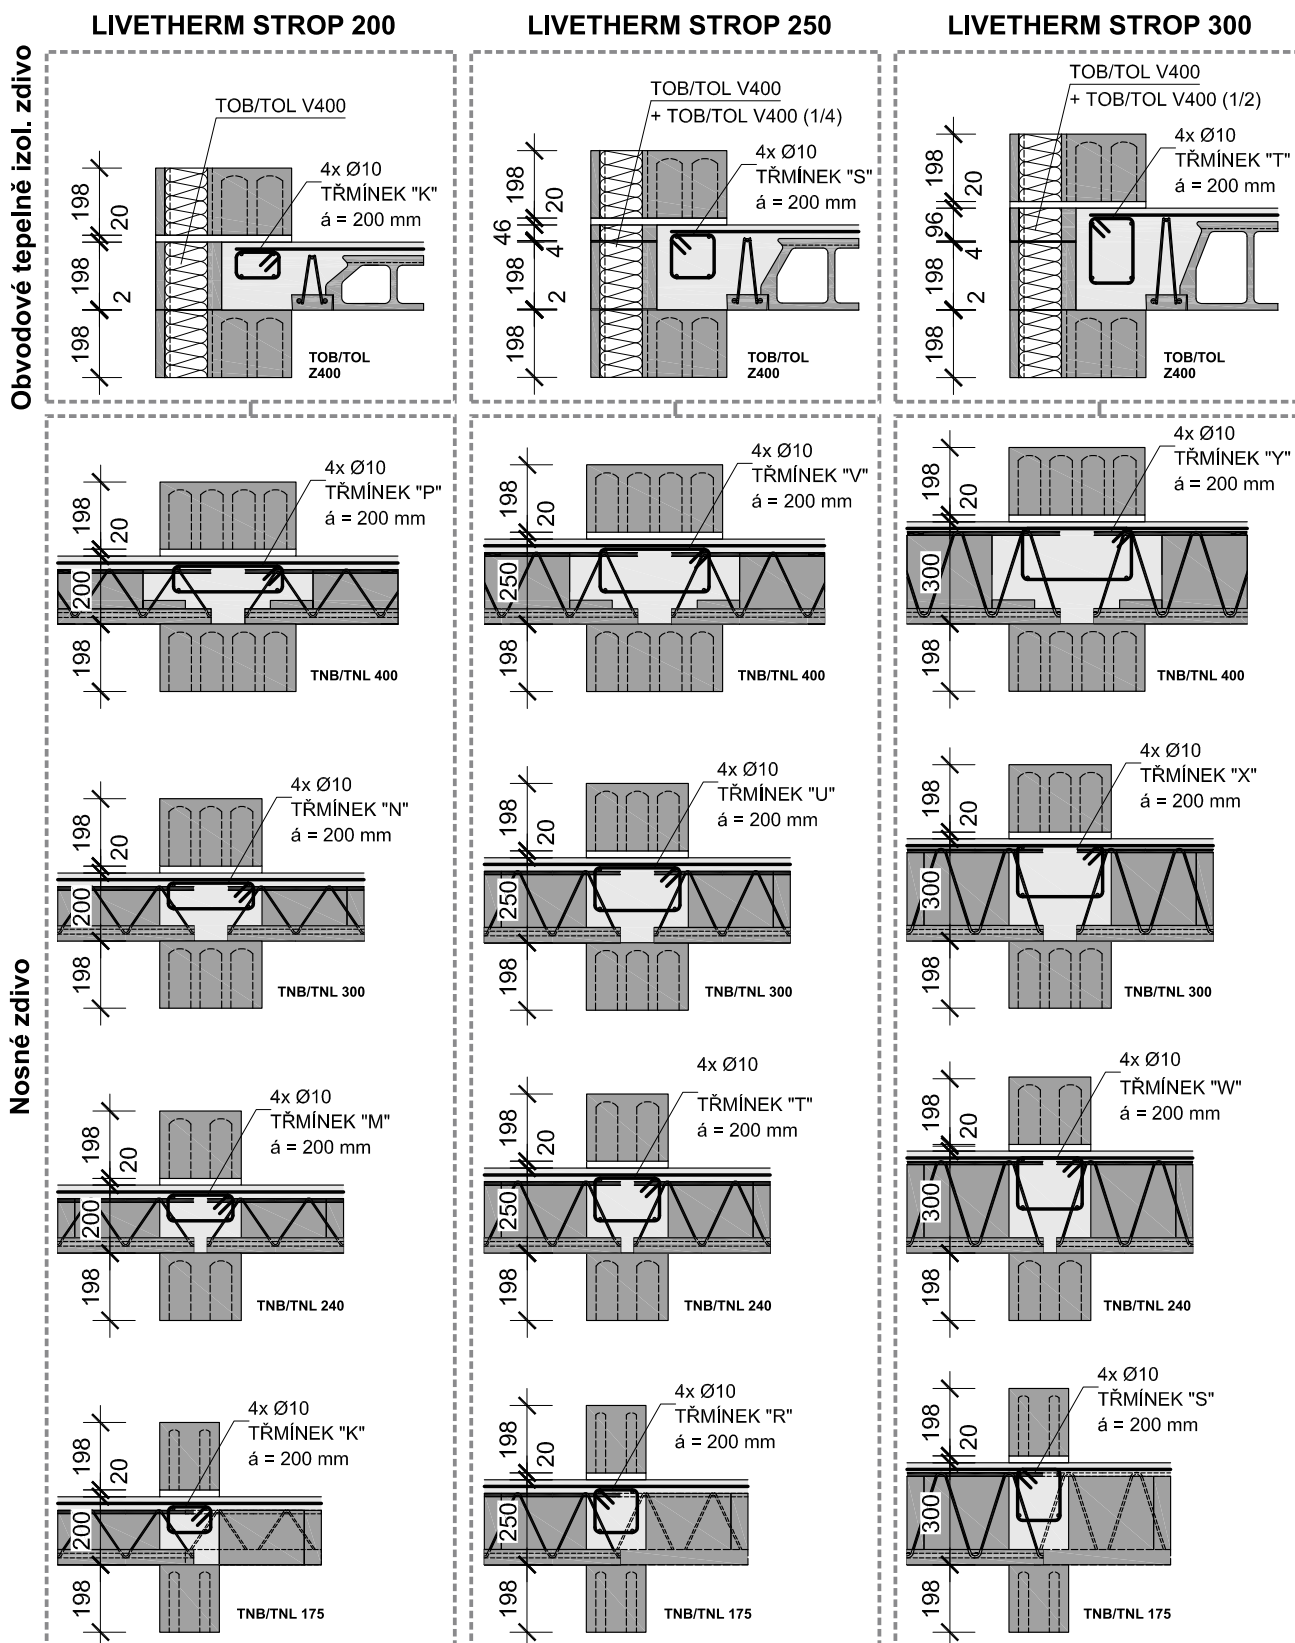 LIVETHERM STROP 200
LIVETHERM STROP 250
LIVETHERM STROP 300
Obvodové tepelně izol. zdivo
TOB/TOL V400
4x Ø10
TŘMÍNEK "K"
á = 200 mm
198
20
198
2
198
TOB/TOL
Z400
TOB/TOL V400
+ TOB/TOL V400 (1/4)
4x Ø10
TŘMÍNEK "S"
á = 200 mm
198
20
46
4
198
2
198
TOB/TOL
Z400
TOB/TOL V400
+ TOB/TOL V400 (1/2)
4x Ø10
TŘMÍNEK "T"
á = 200 mm
198
20
96
4
198
2
198
TOB/TOL
Z400
Nosné zdivo
4x Ø10
TŘMÍNEK "P"
á = 200 mm
198
20
200
198
TNB/TNL 400
4x Ø10
TŘMÍNEK "V"
á = 200 mm
198
20
250
198
TNB/TNL 400
4x Ø10
TŘMÍNEK "Y"
á = 200 mm
198
20
300
198
TNB/TNL 400
4x Ø10
TŘMÍNEK "N"
á = 200 mm
198
20
200
198
TNB/TNL 300
4x Ø10
TŘMÍNEK "U"
á = 200 mm
198
20
250
198
TNB/TNL 300
4x Ø10
TŘMÍNEK "X"
á = 200 mm
198
20
300
198
TNB/TNL 300
4x Ø10
TŘMÍNEK "M"
á = 200 mm
198
20
200
198
TNB/TNL 240
4x Ø10
TŘMÍNEK "T"
á = 200 mm
198
20
250
198
TNB/TNL 240
4x Ø10
TŘMÍNEK "W"
á = 200 mm
198
20
300
198
TNB/TNL 240
4x Ø10
TŘMÍNEK "K"
á = 200 mm
198
20
200
198
TNB/TNL 175
4x Ø10
TŘMÍNEK "R"
á = 200 mm
198
20
250
198
TNB/TNL 175
4x Ø10
TŘMÍNEK "S"
á = 200 mm
198
20
300
198
TNB/TNL 175